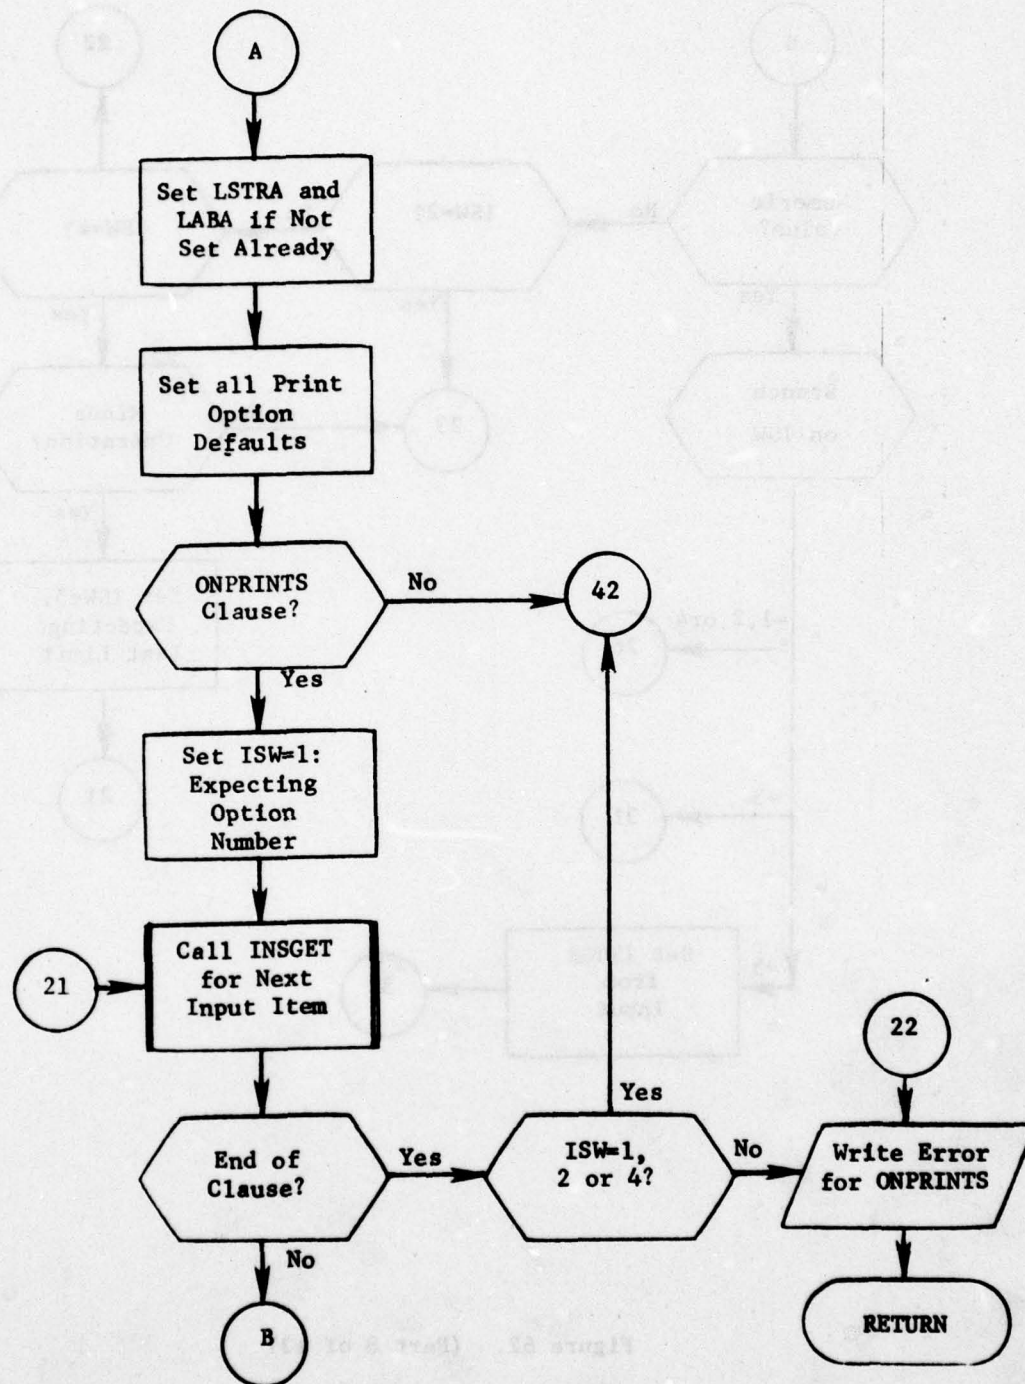 A
Set LSTRA and
LABA if Not
Set Already
Set all Print
Option
Defaults
ONPRINTS
Clause?
No
42
Yes
Set ISW=1:
Expecting
Option
Number
21
Call INSGET
for Next
Input Item
22
End of
Clause?
Yes
ISW=1,
2 or 4?
Yes
No
Write Error
for ONPRINTS
No
B
RETURN